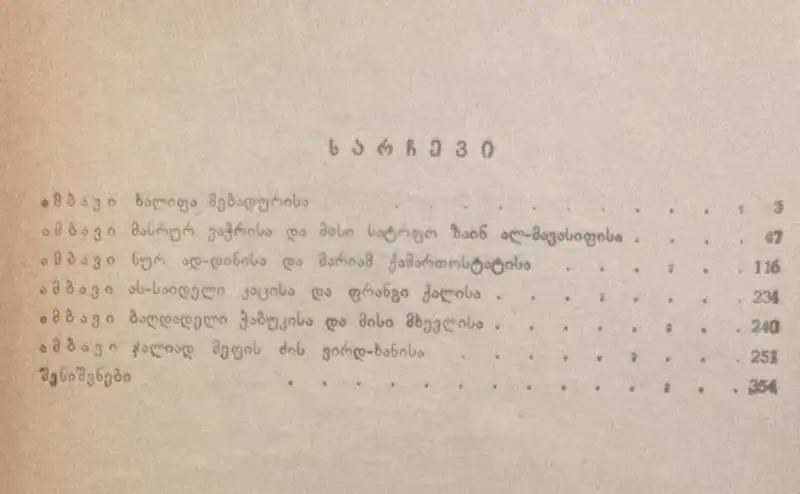 სარჩევი
ამბავი ხალიფა მებადურისა . . . . . . . . . . 3
ამბავი მასრურ ვაჭრისა და მისი სატრფო ზაინ ალ-მავასიფისა . . . . . 47
ამბავი ნურ ად-დინისა და მარიამ ქამართოსტატისა . . . . . . 116
ამბავი ას-საიდელი კაცისა და ფრანგი ქალისა . . . . . . . . 234
ამბავი ბაღდადელი ჭაბუკისა და მისი მხევლისა . . . . . . . . 240
ამბავი ჯალიად მეფის ძის ვირდ-ხანისა . . . . . . . . . 251
შენიშვნები . . . . . . . . . . . . . 354